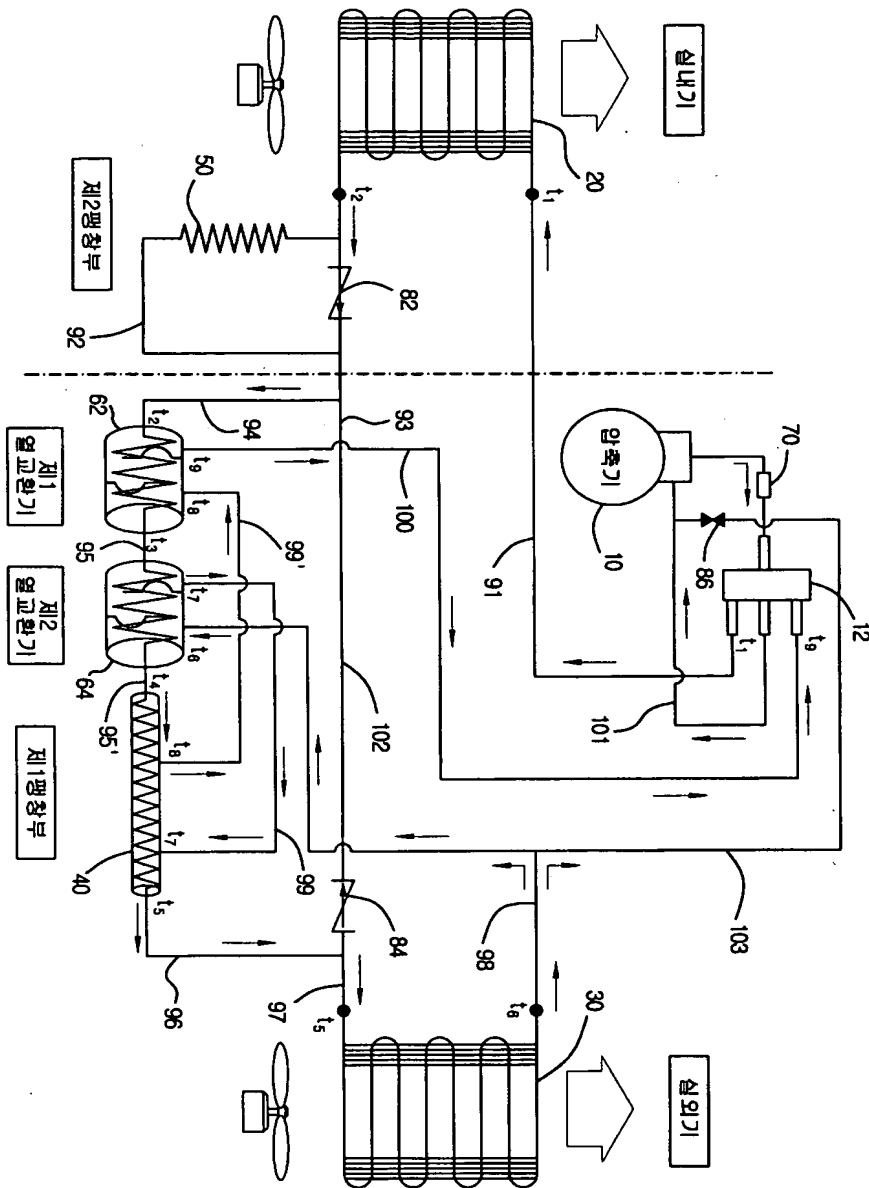 실내기
20
t₁
t₂
50
제2팽창부
82
92
압축기
10
70
86
12
t₁
t₉
91
101
93
94
62
t₂
t₉
t₈
100
제1
열교환기
95
t₃
99'
64
t₇
t₆
t₄
제2
열교환기
95'
102
t₈
t₇
40
제1팽창부
99
t₅
84
96
97
98
103
t₅
t₆
30
실외기